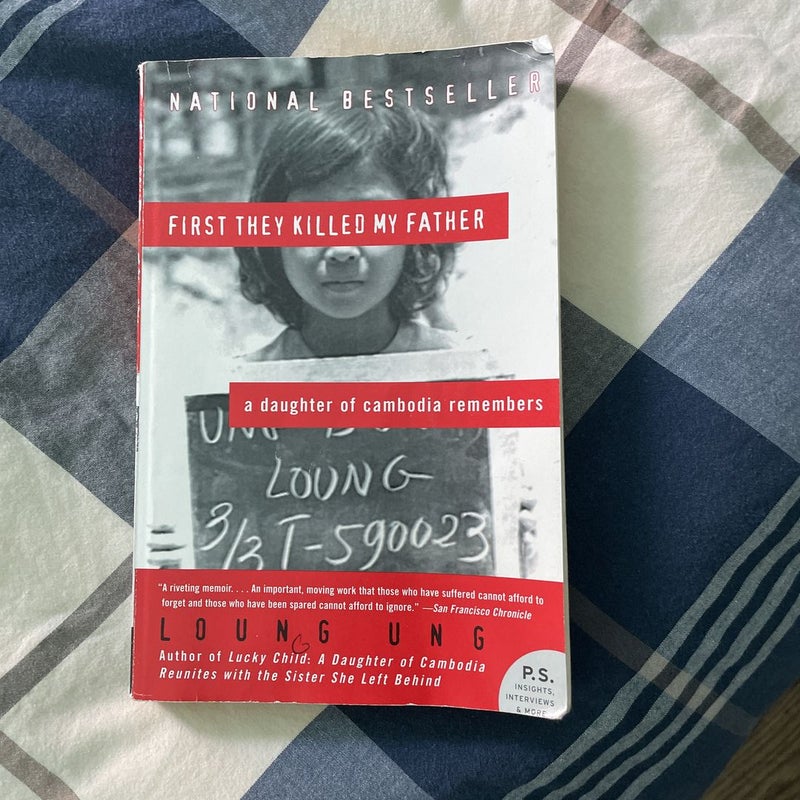 NATIONAL BESTSELLER
FIRST THEY KILLED MY FATHER
a daughter of cambodia remembers
LOUNG
3/3 T-590023
"A riveting memoir. . . . An important, moving work that those who have suffered cannot afford to
forget and those who have been spared cannot afford to ignore." —San Francisco Chronicle
LOUNG UNG
Author of Lucky Child: A Daughter of Cambodia
Reunites with the Sister She Left Behind
P.S.
INSIGHTS,
INTERVIEWS
& MORE